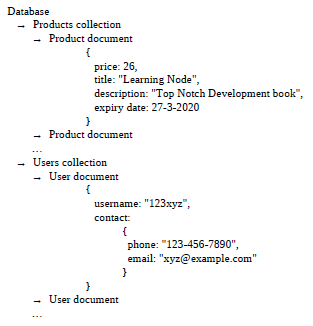 Database
→ Products collection
→ Product document
{
price: 26,
title: "Learning Node",
description: "Top Notch Development book",
expiry date: 27-3-2020
}
→ Product document
...
→ Users collection
→ User document
{
username: "123xyz",
contact:
{
phone: "123-456-7890",
email: "xyz@example.com"
}
}
→ User document
...